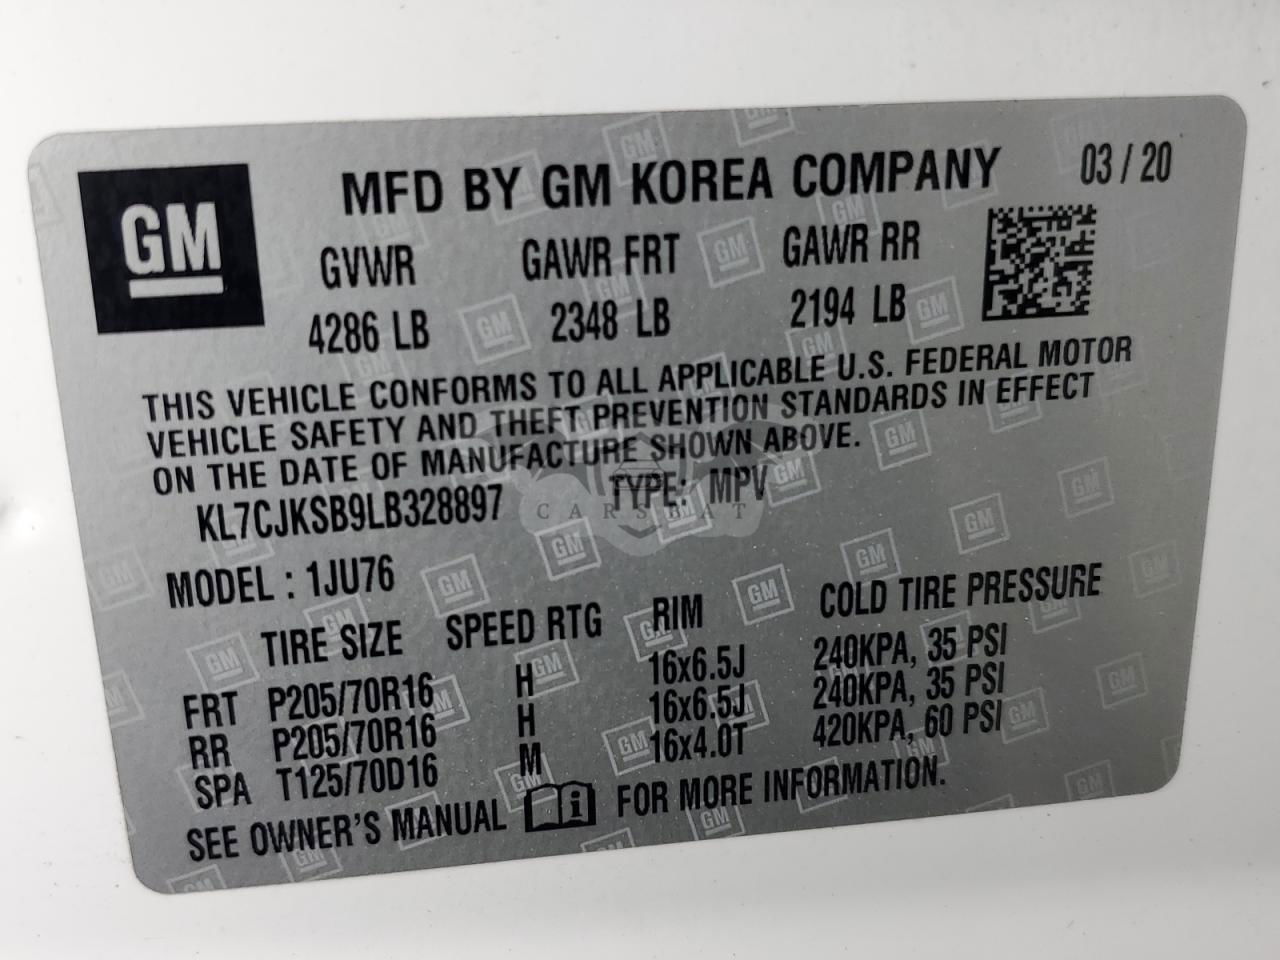 GM
MFD BY GM KOREA COMPANY 03 / 20
GVWR GAWR FRT GAWR RR
4286 LB 2348 LB 2194 LB
THIS VEHICLE CONFORMS TO ALL APPLICABLE U.S. FEDERAL MOTOR
VEHICLE SAFETY AND THEFT PREVENTION STANDARDS IN EFFECT
ON THE DATE OF MANUFACTURE SHOWN ABOVE.
KL7CJKSB9LB328897 TYPE: MPV
CARSBAT
MODEL : 1JU76
TIRE SIZE SPEED RTG RIM COLD TIRE PRESSURE
FRT P205/70R16 H 16x6.5J 240KPA, 35 PSI
RR P205/70R16 H 16x6.5J 240KPA, 35 PSI
SPA T125/70D16 M 16x4.0T 420KPA, 60 PSI
SEE OWNER'S MANUAL FOR MORE INFORMATION.